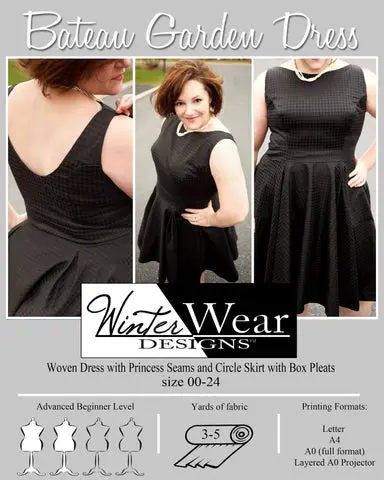 Bateau Garden Dress
Winter Wear
DESIGNS™
Woven Dress with Princess Seams and Circle Skirt with Box Pleats
size 00-24
Advanced Beginner Level
Yards of fabric
3-5
Printing Formats:
Letter
A4
A0 (full format)
Layered A0 Projector